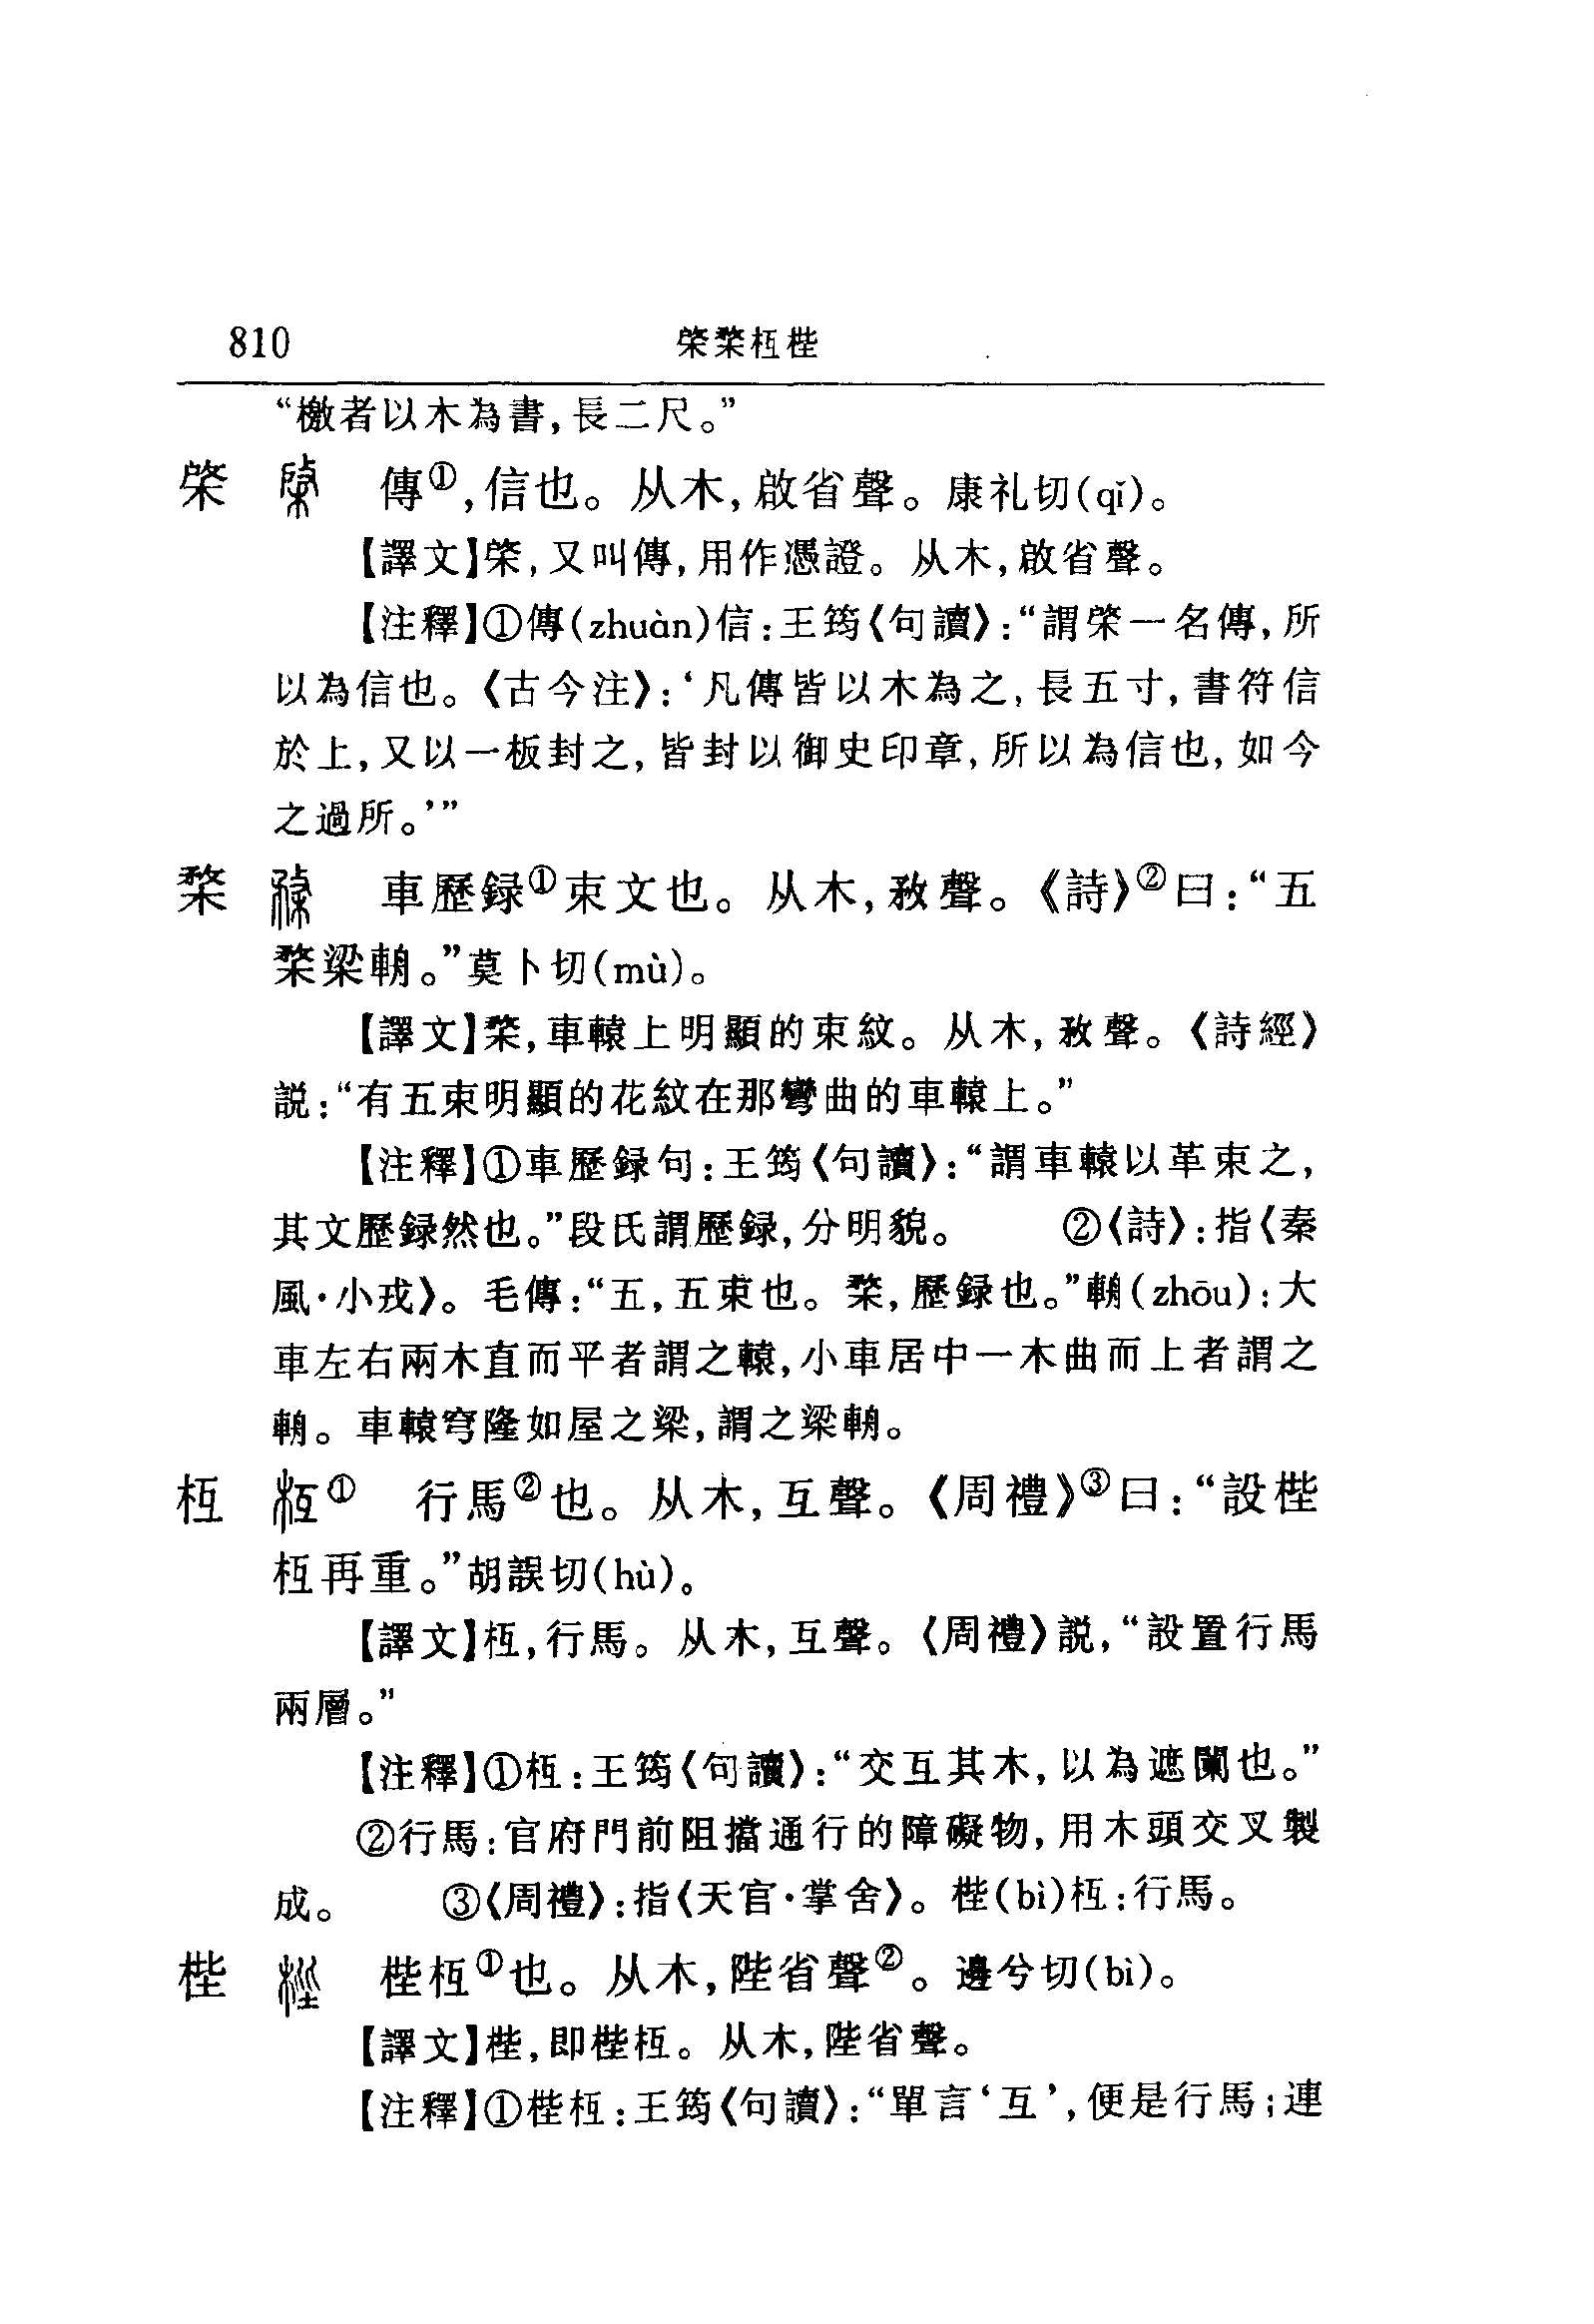 810 棨楘枑梐
“檄者以木為書，長二尺。”
棨 傳①，信也。从木，啟省聲。康礼切(qǐ)。
【譯文】棨，又叫傳，用作憑證。从木，啟省聲。
【注釋】①傳(zhuàn)信：王筠〈句讀〉：“謂棨一名傳，所
以為信也。〈古今注〉：‘凡傳皆以木為之，長五寸，書符信
於上，又以一板封之，皆封以御史印章，所以為信也，如今
之過所。’”
楘 車歷録①束文也。从木，敄聲。《詩》②曰：“五
楘梁輈。”莫卜切(mù)。
【譯文】楘，車轅上明顯的束紋。从木，敄聲。〈詩經〉
説：“有五束明顯的花紋在那彎曲的車轅上。”
【注釋】①車歷録句：王筠〈句讀〉：“謂車轅以革束之，
其文歷録然也。”段氏謂歷録，分明貌。 ②〈詩〉：指〈秦
風·小戎〉。毛傳：“五，五束也。楘，歷録也。”輈(zhōu)：大
車左右兩木直而平者謂之轅，小車居中一木曲而上者謂之
輈。車轅穹隆如屋之梁，謂之梁輈。
枑 ① 行馬②也。从木，互聲。《周禮》③曰：“設梐
枑再重。”胡誤切(hù)。
【譯文】枑，行馬。从木，互聲。〈周禮〉説，“設置行馬
兩層。”
【注釋】①枑：王筠〈句讀〉：“交互其木，以為遮闌也。”
②行馬：官府門前阻擋通行的障礙物，用木頭交叉製
成。 ③〈周禮〉：指〈天官·掌舍〉。梐(bì)枑：行馬。
梐 梐枑①也。从木，陛省聲②。邊兮切(bì)。
【譯文】梐，即梐枑。从木，陛省聲。
【注釋】①梐枑：王筠〈句讀〉：“單言‘互’，便是行馬；連